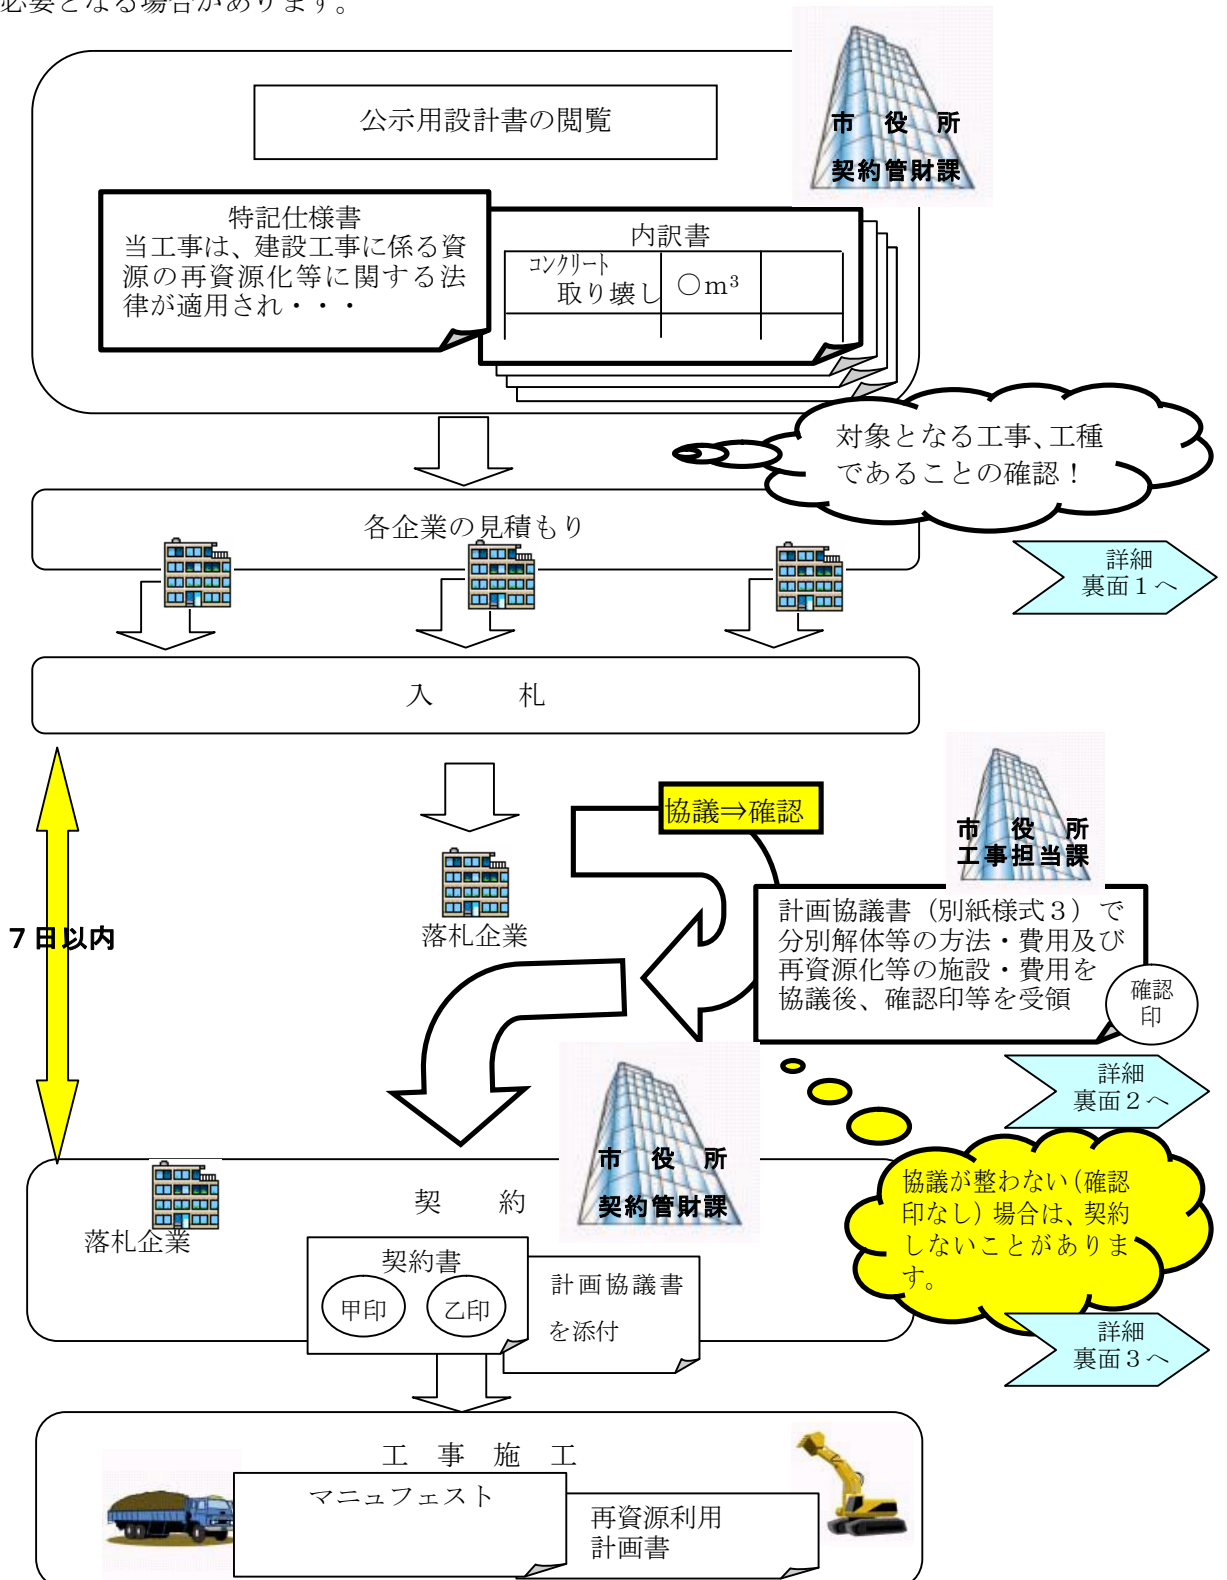 必要となる場合があります。
公示用設計書の閲覧
市　役　所
契約管財課
特記仕様書
当工事は、建設工事に係る資
源の再資源化等に関する法
律が適用され・・・
内訳書
コンクリート
取り壊し
○m³
対象となる工事、工種
であることの確認！
各企業の見積もり
詳細
裏面１へ
入　　札
協議⇒確認
市　役　所
工事担当課
落札企業
７日以内
計画協議書（別紙様式３）で
分別解体等の方法・費用及び
再資源化等の施設・費用を
協議後、確認印等を受領
確認
印
詳細
裏面２へ
市　役　所
契約管財課
契　　約
落札企業
協議が整わない（確認
印なし）場合は、契約
しないことがありま
す。
契約書
甲印
乙印
計画協議書
を添付
詳細
裏面３へ
工　事　施　工
マニュフェスト
再資源利用
計画書